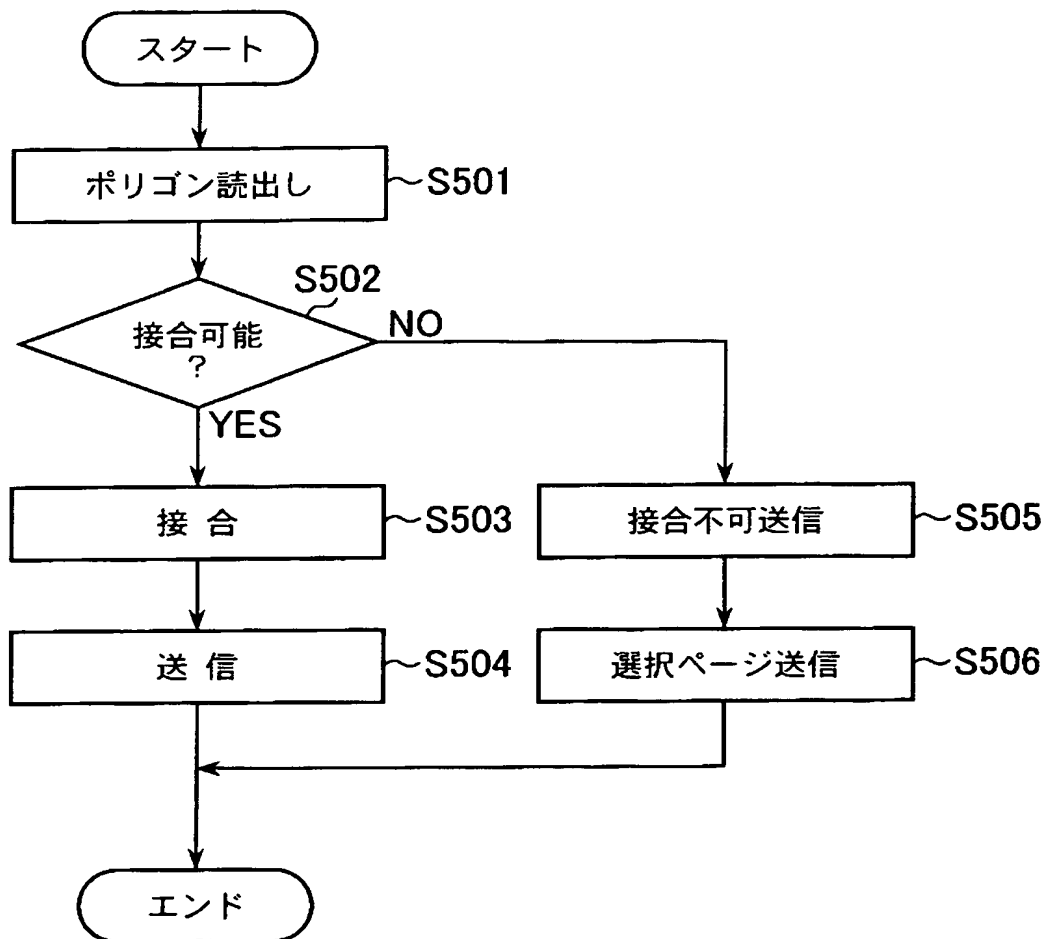 スタート
ポリゴン読出し
S501
S502
接合可能
?
NO
YES
接 合
S503
接合不可送信
S505
送 信
S504
選択ページ送信
S506
エンド